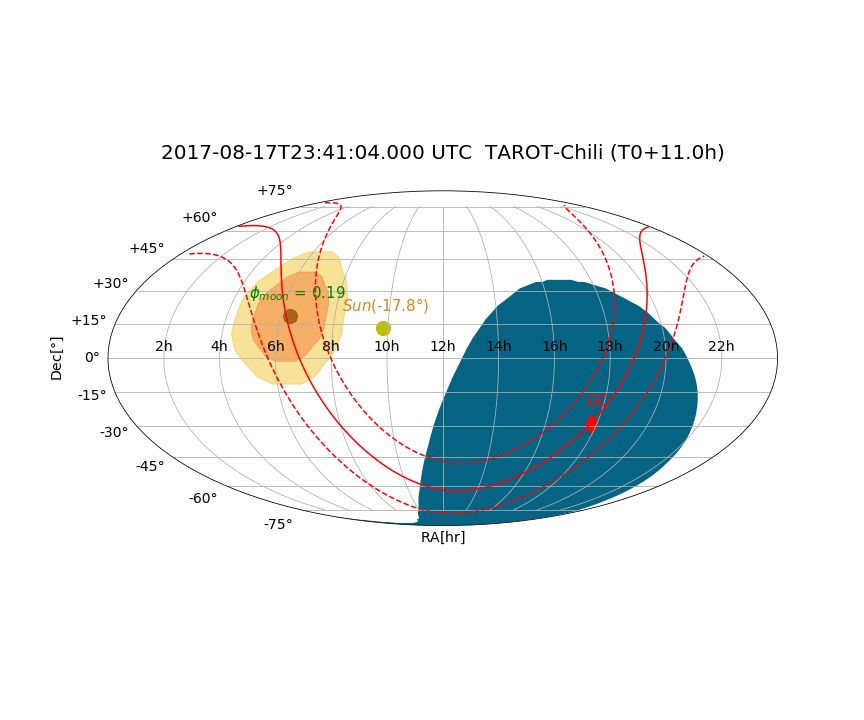 2017-08-17T23:41:04.000 UTC  TAROT-Chili (T0+11.0h)
+75°
+60°
+45°
+30°
+15°
0°
-15°
-30°
-45°
-60°
-75°
Dec[°]
ϕmoon = 0.19
Sun(-17.8°)
2h 4h 6h 8h 10h 12h 14h 16h 18h 20h 22h
GC
RA[hr]